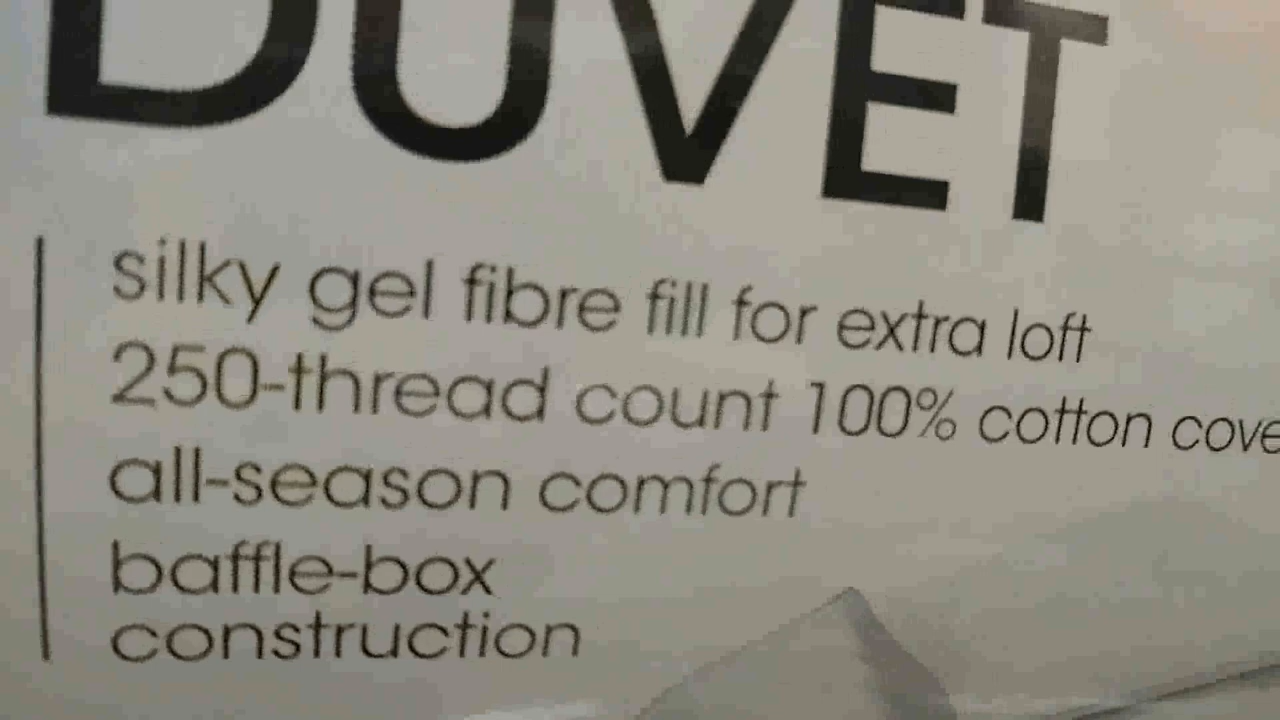 DUVET
silky gel fibre fill for extra loft
250-thread count 100% cotton cove
all-season comfort
baffle-box
construction